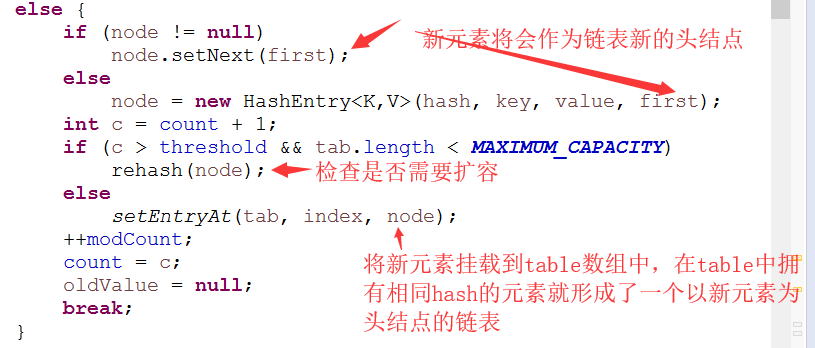 else {
if (node != null)
node.setNext(first);
新元素将会作为链表新的头结点
else
node = new HashEntry<K,V>(hash, key, value, first);
int c = count + 1;
if (c > threshold && tab.length < MAXIMUM_CAPACITY)
rehash(node);
检查是否需要扩容
else
setEntryAt(tab, index, node);
++modCount;
count = c;
oldValue = null;
break;
}
将新元素挂载到table数组中，在table中拥
有相同hash的元素就形成了一个以新元素为
头结点的链表